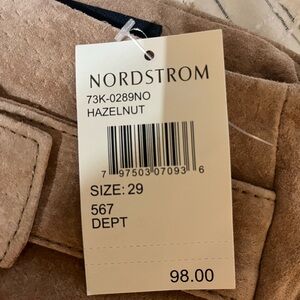 NORDSTROM
73K-0289NO
HAZELNUT
7 97503 07093 6
SIZE: 29
567
DEPT
98.00